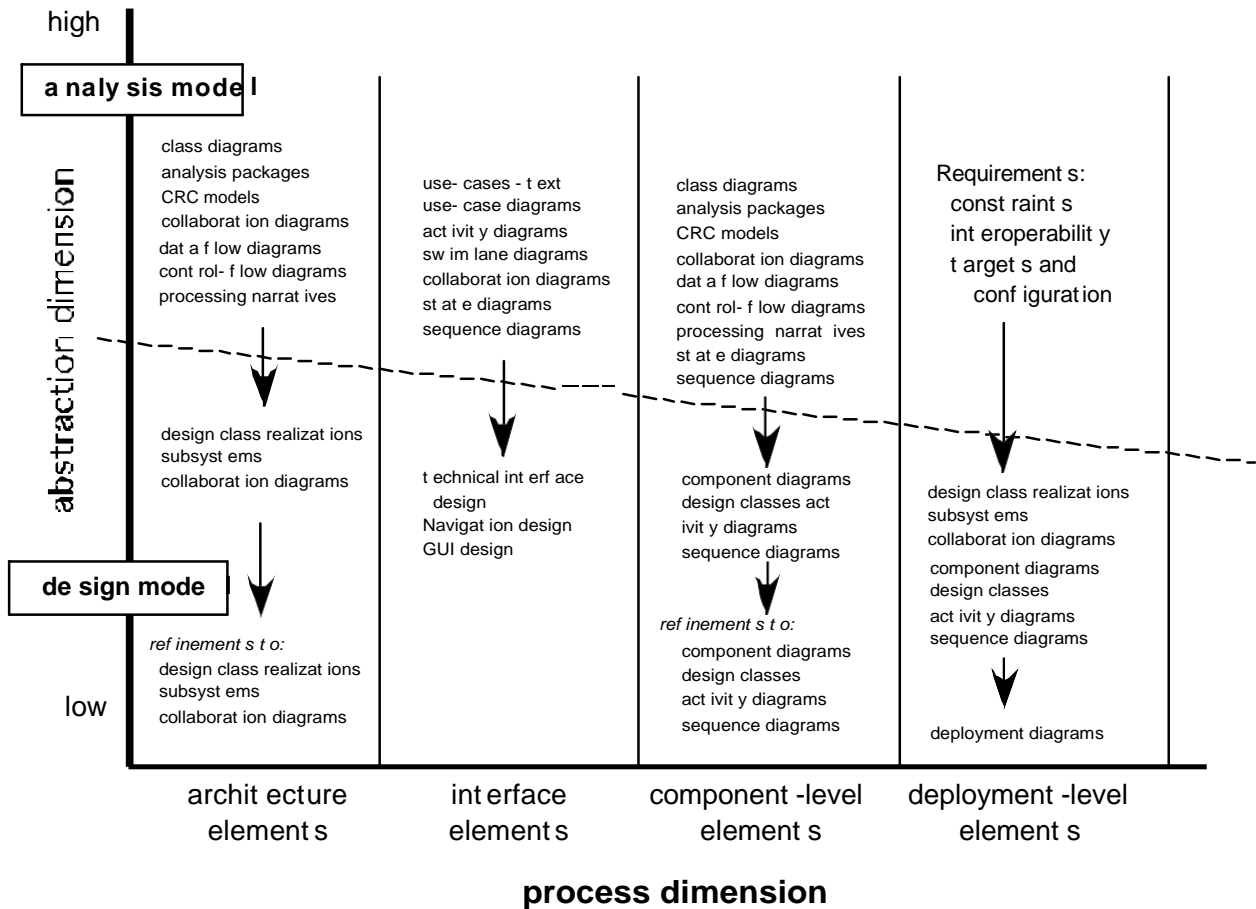 high
a naly sis mode l
abstraction dimension
class diagrams
analysis packages
CRC models
collaborat ion diagrams
dat a f low diagrams
cont rol- f low diagrams
processing narrat ives
design class realizat ions
subsyst ems
collaborat ion diagrams
de sign mode l
ref inement s t o:
design class realizat ions
subsyst ems
collaborat ion diagrams
low
use- cases - t ext
use- case diagrams
act ivit y diagrams
sw im lane diagrams
collaborat ion diagrams
st at e diagrams
sequence diagrams
t echnical int erf ace
design
Navigat ion design
GUI design
class diagrams
analysis packages
CRC models
collaborat ion diagrams
dat a f low diagrams
cont rol- f low diagrams
processing narrat ives
st at e diagrams
sequence diagrams
component diagrams
design classes act
ivit y diagrams
sequence diagrams
ref inement s t o:
component diagrams
design classes
act ivit y diagrams
sequence diagrams
Requirement s:
const raint s
int eroperabilit y
t arget s and
conf igurat ion
design class realizat ions
subsyst ems
collaborat ion diagrams
component diagrams
design classes
act ivit y diagrams
sequence diagrams
deployment diagrams
archit ecture
element s
int erface
element s
component -level
element s
deployment -level
element s
process dimension